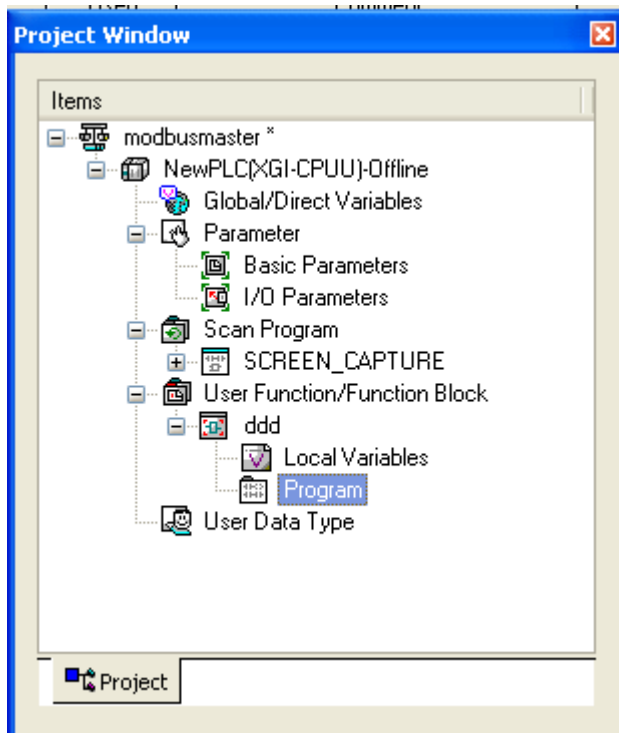 Project Window
Items
modbusmaster *
NewPLC(XGI-CPUU)-Offline
Global/Direct Variables
Parameter
Basic Parameters
I/O Parameters
Scan Program
SCREEN_CAPTURE
User Function/Function Block
ddd
Local Variables
Program
User Data Type
Project